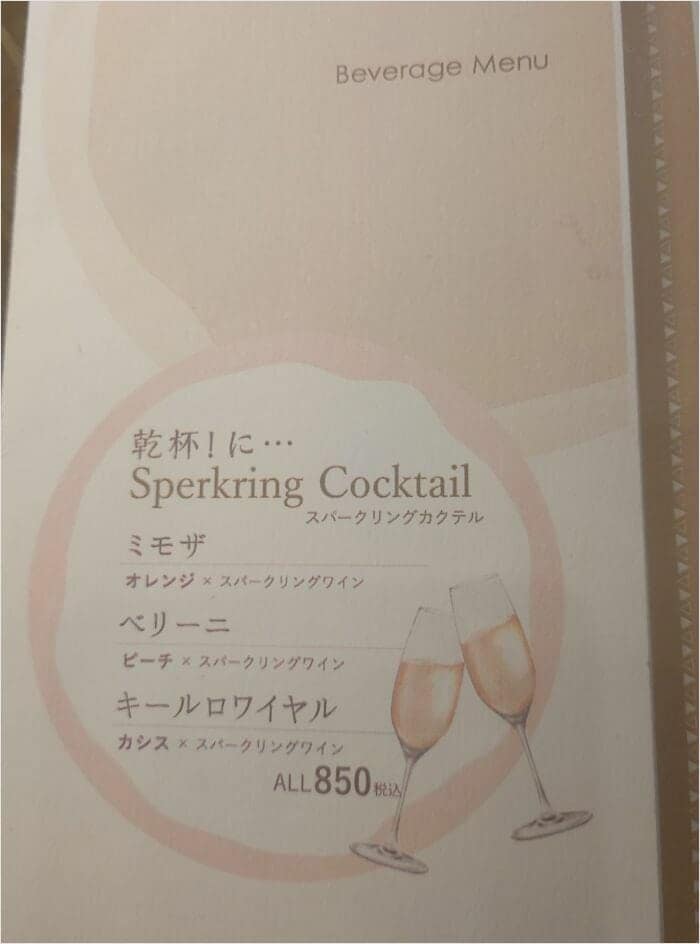 Beverage Menu
乾杯!に…
Sperkring Cocktail
スパークリングカクテル
ミモザ
オレンジ × スパークリングワイン
ベリーニ
ピーチ × スパークリングワイン
キールロワイヤル
カシス × スパークリングワイン
ALL850税込